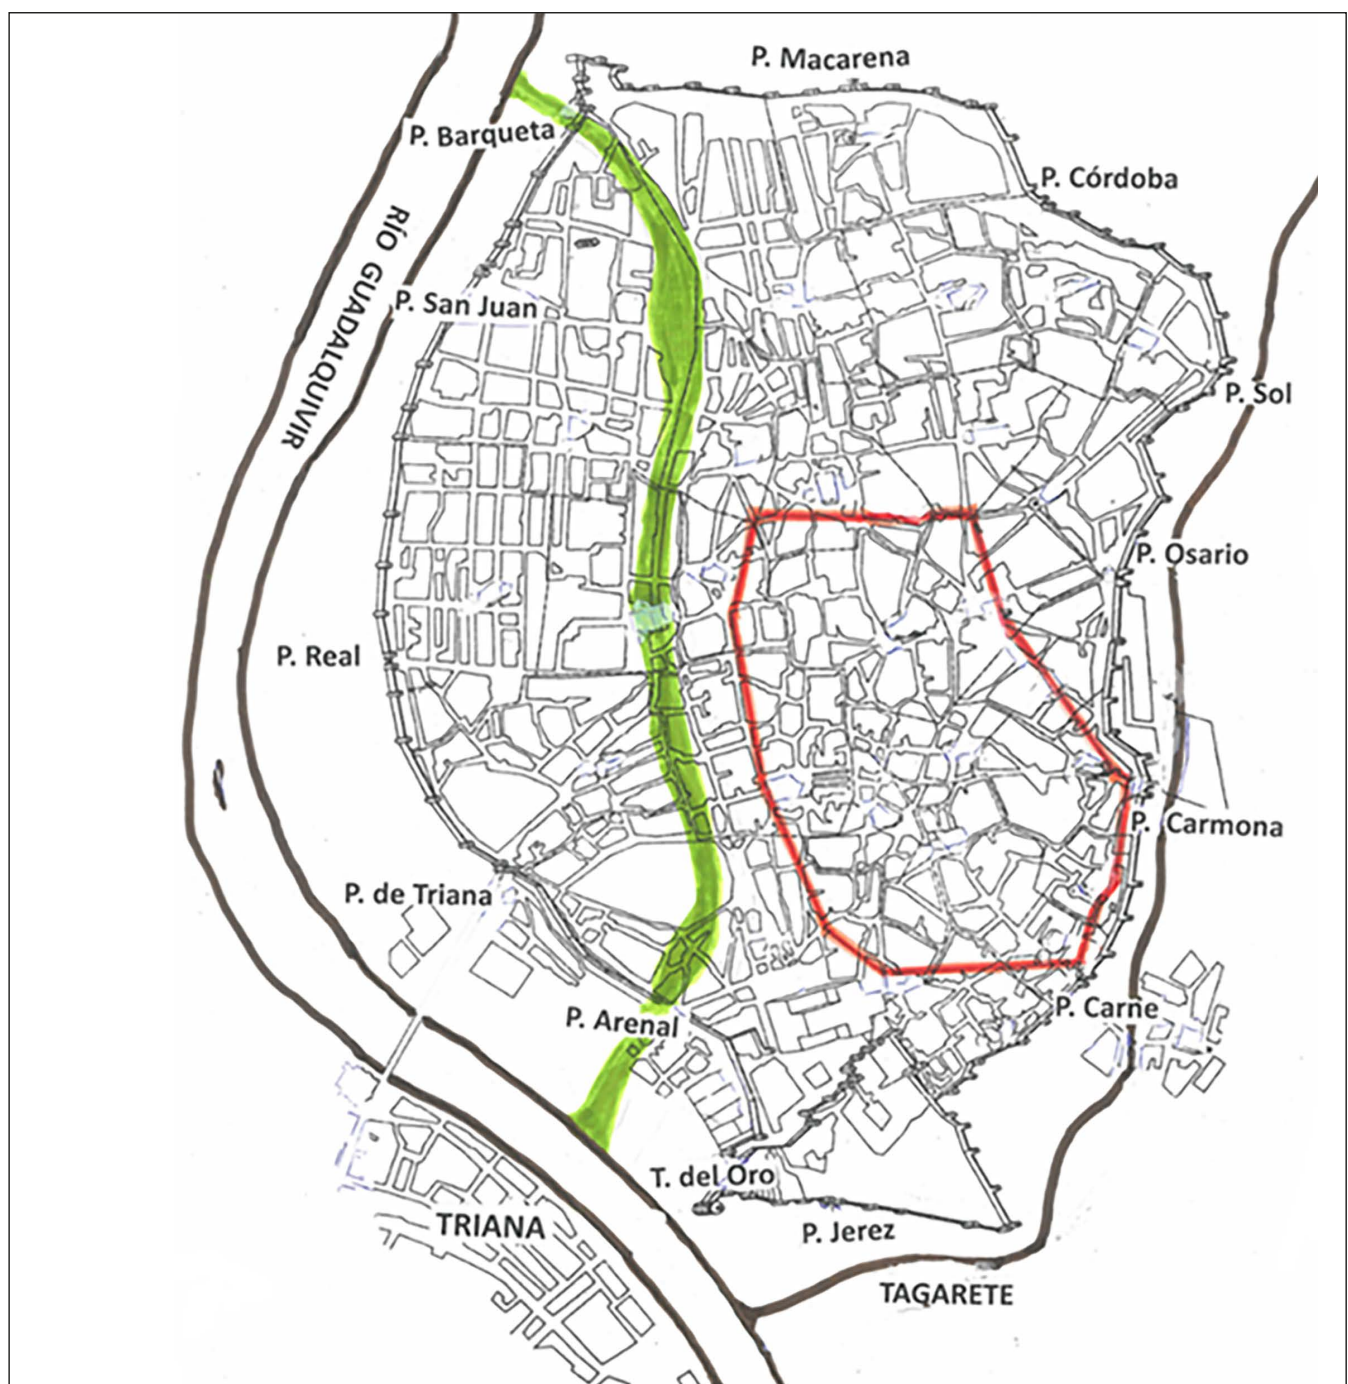 P. Macarena
P. Barqueta
P. Córdoba
RÍO GUADALQUIVIR
P. San Juan
P. Sol
P. Osario
P. Real
P. Carmona
P. de Triana
P. Arenal
P. Carne
T. del Oro
TRIANA
P. Jerez
TAGARETE